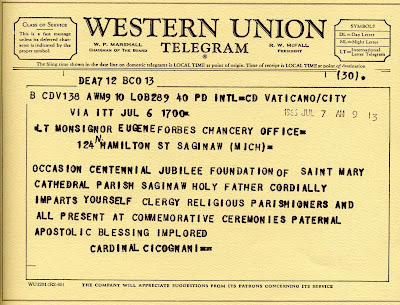 CLASS OF SERVICE
This is a fast message
unless its deferred character is indicated by the
proper symbol.
WESTERN UNION
TELEGRAM
W. P. MARSHALL
CHAIRMAN OF THE BOARD
R. W. McFALL
PRESIDENT
SYMBOLS
DL=Day Letter
NL=Night Letter
LT=International Letter Telegram
The filing time shown in the date line on domestic telegrams is LOCAL TIME at point of origin. Time of receipt is LOCAL TIME at point of destination
DEA712 BC013
(30).
B CDV138 AWM910 LOB289 40 PD INTL=CD VATICANO/CITY
VIA ITT JUL 6 1700=
JUL 7 AM 9 13
=LT MONSIGNOR EUGENE FORBES CHANCERY OFFICE=
124 N HAMILTON ST SAGINAW (MICH)=
OCCASION CENTENNIAL JUBILEE FOUNDATION OF SAINT MARY
CATHEDRAL PARISH SAGINAW HOLY FATHER CORDIALLY
IMPARTS YOURSELF CLERGY RELIGIOUS PARISHIONERS AND
ALL PRESENT AT COMMEMORATIVE CEREMONIES PATERNAL
APOSTOLIC BLESSING IMPLORED
CARDINAL CICOGNANI==
WU1201 (R2-65)
THE COMPANY WILL APPRECIATE SUGGESTIONS FROM ITS PATRONS CONCERNING ITS SERVICE